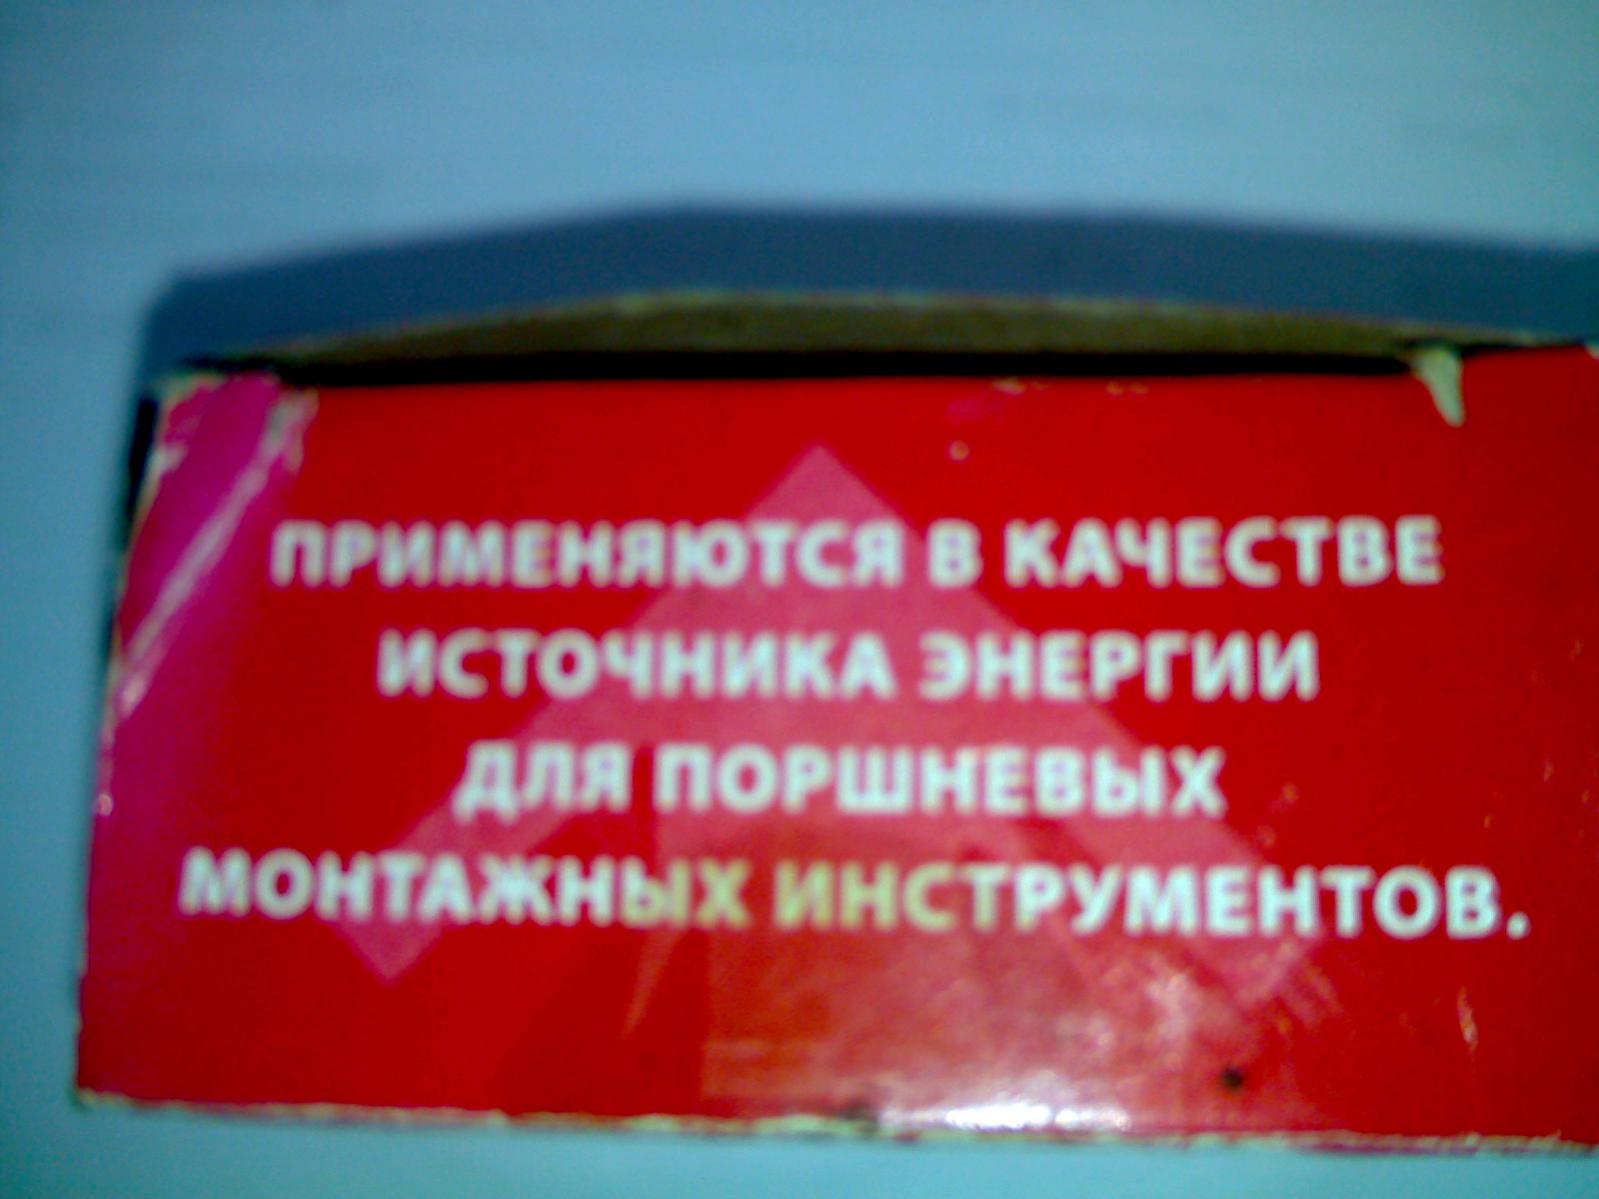 ПРИМЕНЯЮТСЯ В КАЧЕСТВЕ
ИСТОЧНИКА ЭНЕРГИИ
ДЛЯ ПОРШНЕВЫХ
МОНТАЖНЫХ ИНСТРУМЕНТОВ.